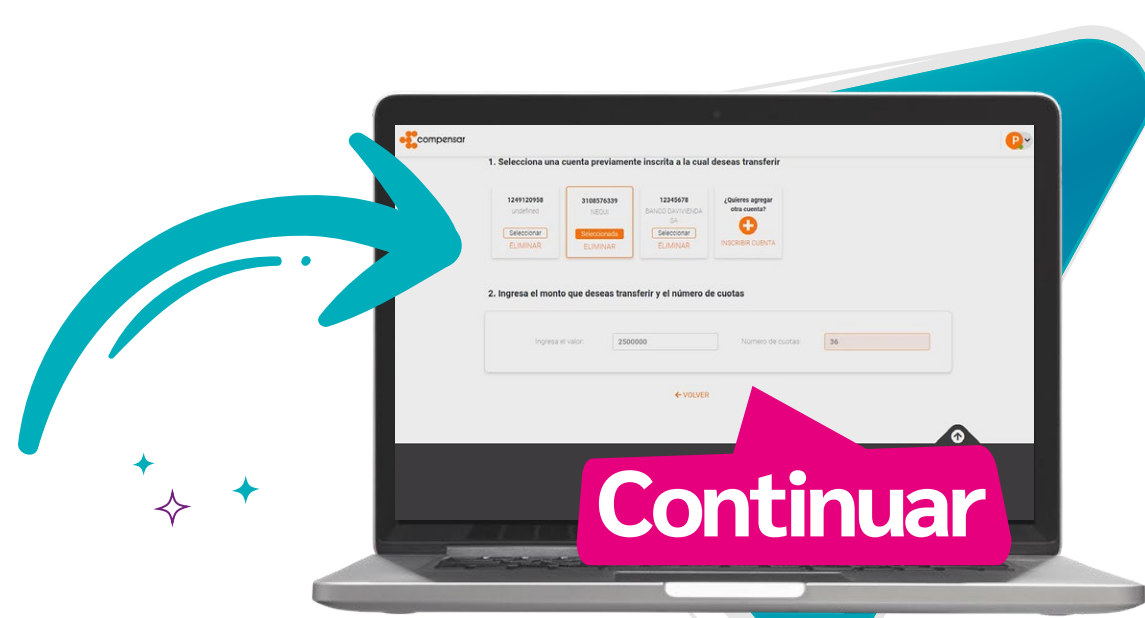 compensar
P
1. Selecciona una cuenta previamente inscrita a la cual deseas transferir
1249120958
undefined
Seleccionar
ELIMINAR
3108576339
NEQUI
Seleccionada
ELIMINAR
12345678
BANCO DAVIVIENDA
SA
Seleccionar
ELIMINAR
¿Quieres agregar
otra cuenta?
INSCRIBIR CUENTA
2. Ingresa el monto que deseas transferir y el número de cuotas
Ingresa el valor:
2500000
Número de cuotas:
36
VOLVER
Continuar